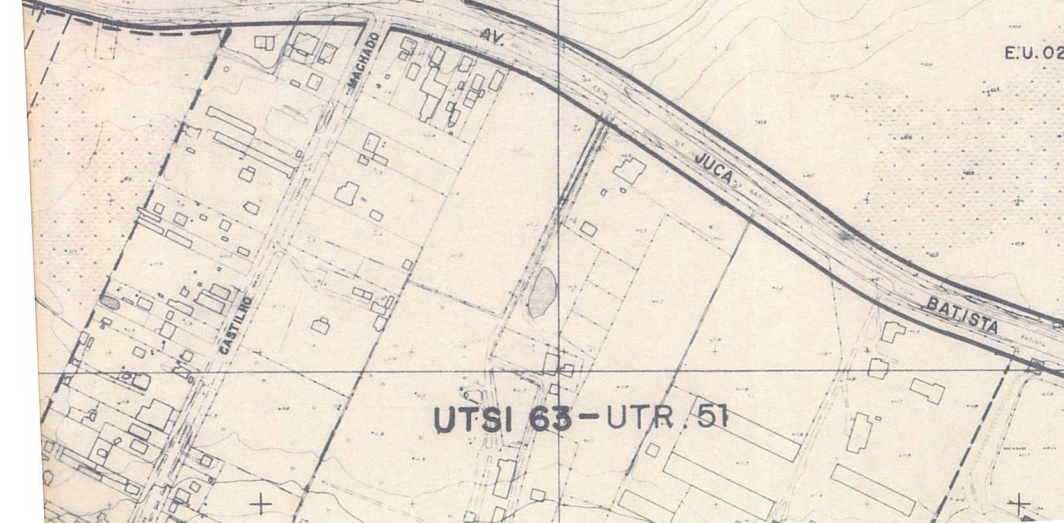 AV.
MACHADO
E.U. 02
JUCA
BATISTA
CASTILHO
UTSI 63-UTR.51